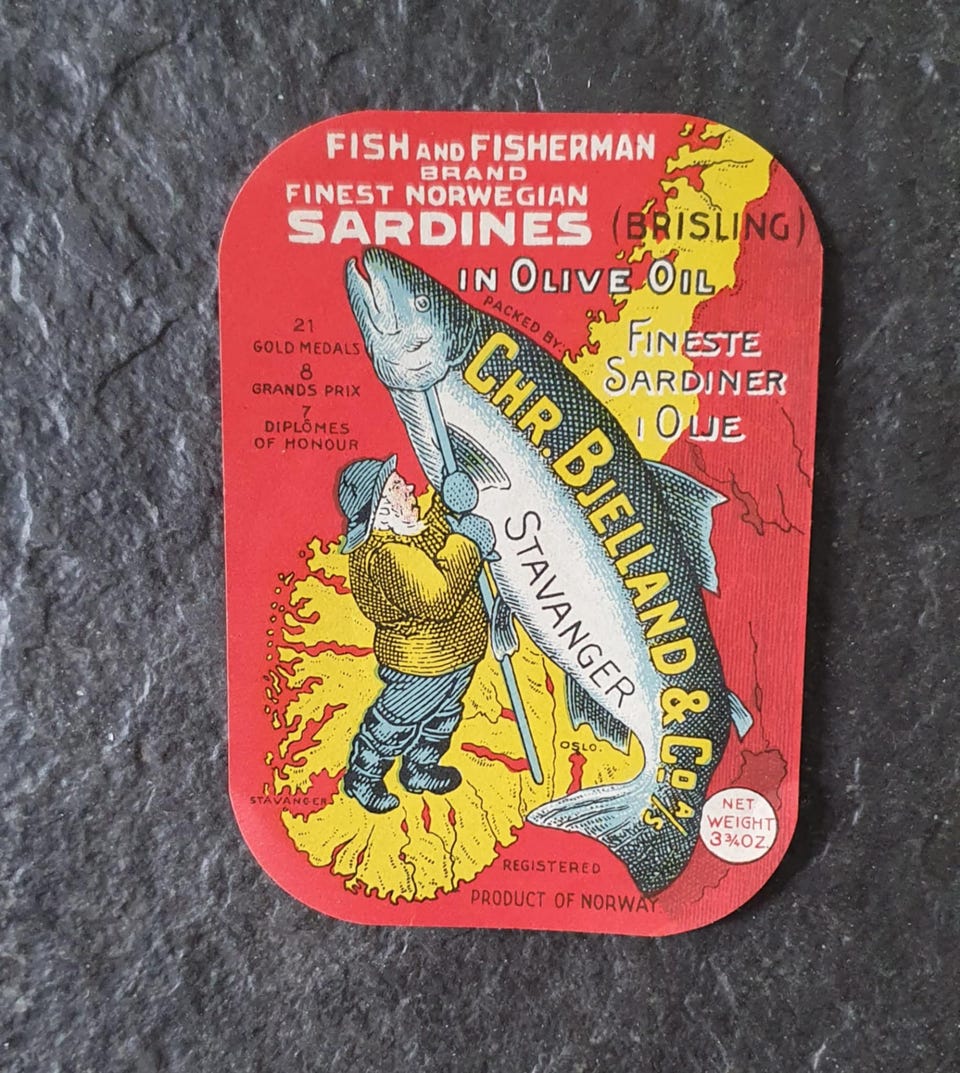 FISH AND FISHERMAN
BRAND
FINEST NORWEGIAN
SARDINES (BRISLING)
IN OLIVE OIL
PACKED BY:
FINESTE
SARDINER
I OLJE
21
GOLD MEDALS
8
GRANDS PRIX
7
DIPLÔMES
OF HONOUR
CHR. BJELLAND & Co A/S
STAVANGER
OSLO.
STAVANGER
NET
WEIGHT
3¾OZ.
REGISTERED
PRODUCT OF NORWAY.